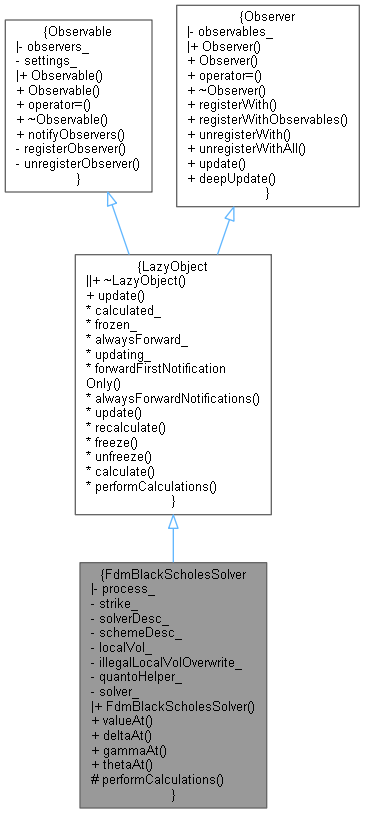 {Observable
|- observers_
- settings_
|+ Observable()
+ Observable()
+ operator=()
+ ~Observable()
+ notifyObservers()
- registerObserver()
- unregisterObserver()
}
{Observer
|- observables_
|+ Observer()
+ Observer()
+ operator=()
+ ~Observer()
+ registerWith()
+ registerWithObservables()
+ unregisterWith()
+ unregisterWithAll()
+ update()
+ deepUpdate()
}
{LazyObject
||+ ~LazyObject()
+ update()
* calculated_
* frozen_
* alwaysForward_
* updating_
* forwardFirstNotification
Only()
* alwaysForwardNotifications()
* update()
* recalculate()
* freeze()
* unfreeze()
* calculate()
* performCalculations()
}
{FdmBlackScholesSolver
|- process_
- strike_
- solverDesc_
- schemeDesc_
- localVol_
- illegalLocalVolOverwrite_
- quantoHelper_
- solver_
|+ FdmBlackScholesSolver()
+ valueAt()
+ deltaAt()
+ gammaAt()
+ thetaAt()
# performCalculations()
}